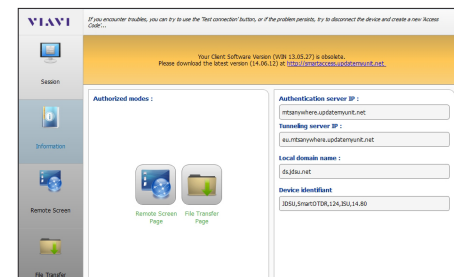 VIAVI
If you encounter troubles, you can try to use the 'Test connection' button, or if the problem persists, try to disconnect the device and create a new 'Access
Code'...
Your Client Software Version (WIN 13.05.27) is obsolete.
Please download the latest version (14.06.12) at http://smartaccess.updatemyunit.net
Session
Information
Remote Screen
File Transfer
Authorized modes :
Remote Screen
Page
File Transfer
Page
Authentication server IP :
mtsanywhere.updatemyunit.net
Tunneling server IP :
eu.mtsanywhere.updatemyunit.net
Local domain name :
ds.jdsu.net
Device identifiant
JDSU,SmartOTDR,124,ISU,14.80